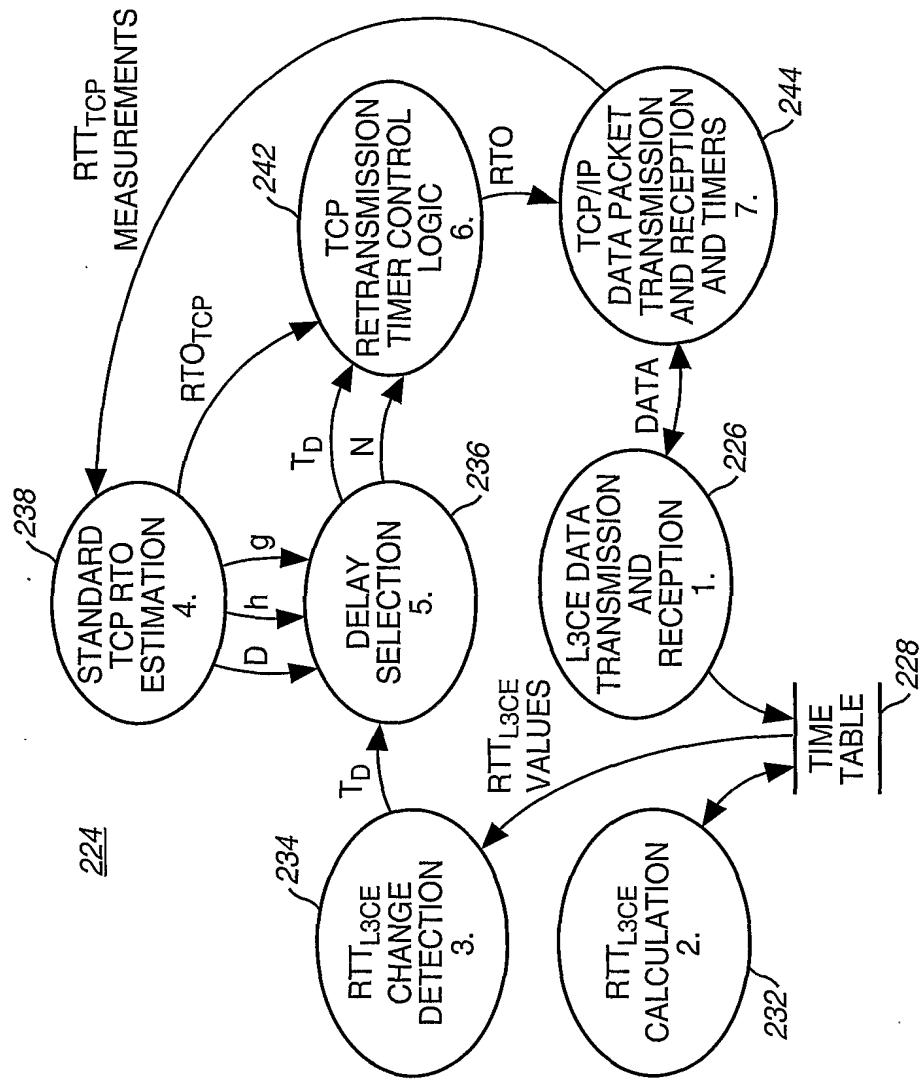 224
RTT_TCP
MEASUREMENTS
238
STANDARD
TCP RTO
ESTIMATION
4.
RTO_TCP
242
TCP
RETRANSMISSION
TIMER CONTROL
LOGIC
6.
D
h
g
T_D
N
RTO
234
RTT_L3CE
CHANGE
DETECTION
3.
T_D
DELAY
SELECTION
5.
236
244
TCP/IP
DATA PACKET
TRANSMISSION
AND RECEPTION
AND TIMERS
7.
RTT_L3CE
VALUES
DATA
L3CE DATA
TRANSMISSION
AND
RECEPTION
1.
226
RTT_L3CE
CALCULATION
2.
232
TIME
TABLE
228